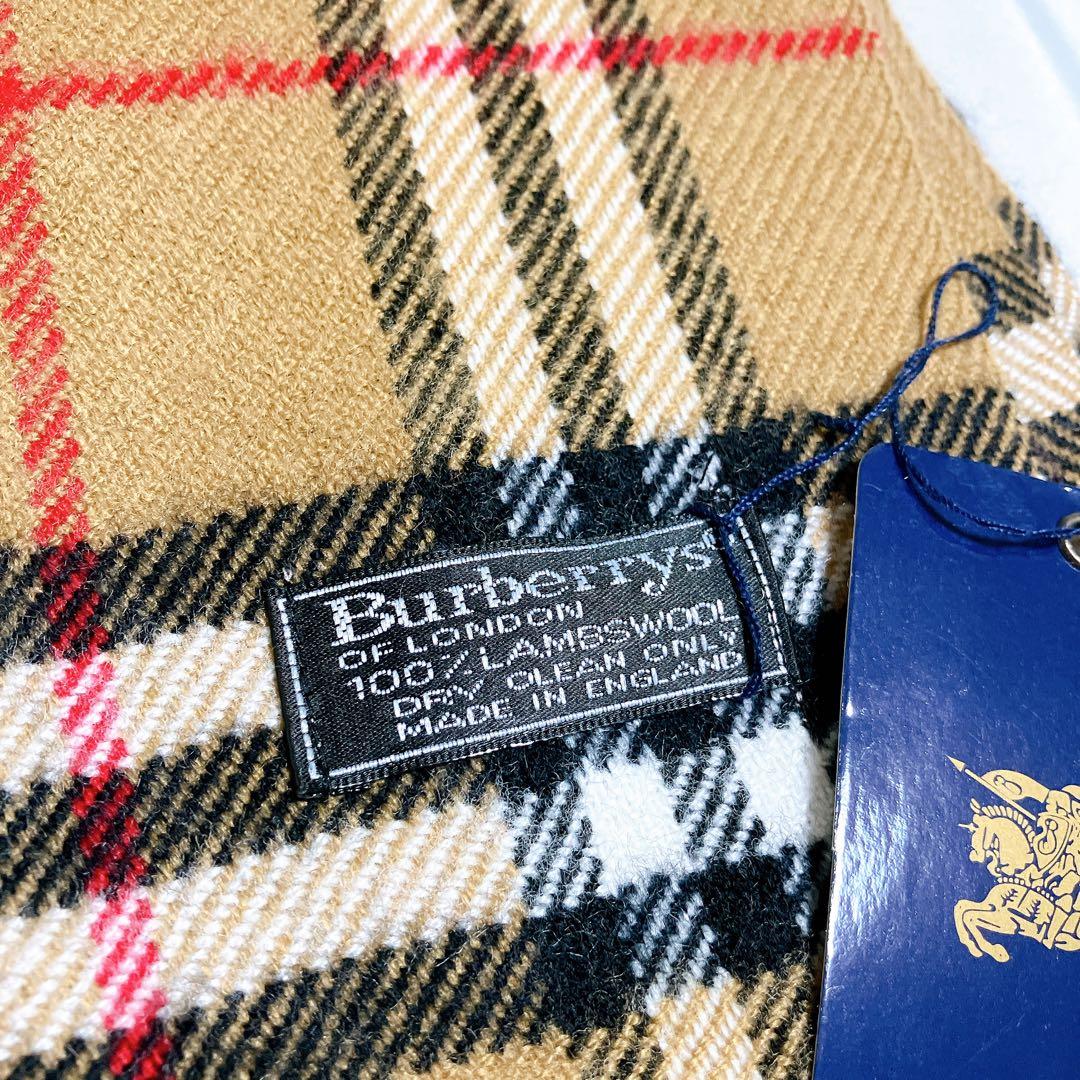 Burberrys®
OF LONDON
100% LAMBSWOOL
DRY CLEAN ONLY
MADE IN ENGLAND